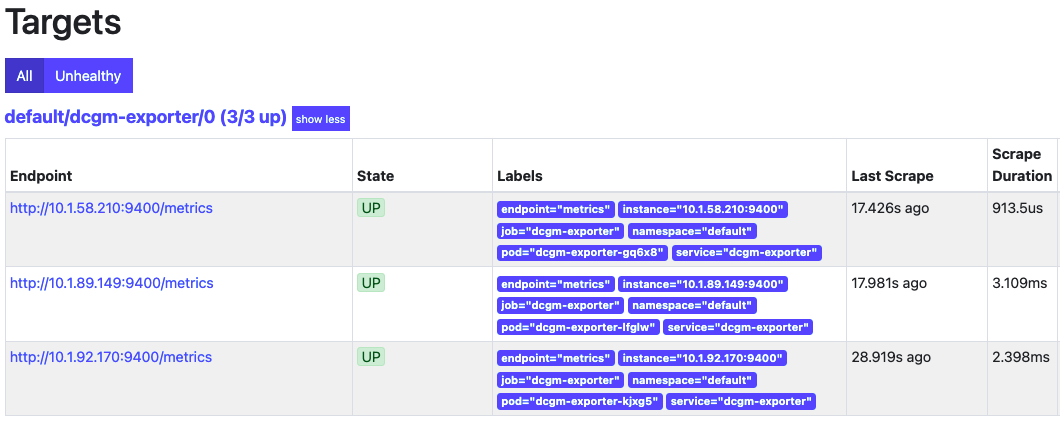 Targets
All Unhealthy
default/dcgm-exporter/0 (3/3 up) show less
Endpoint State Labels Last Scrape Scrape Duration
http://10.1.58.210:9400/metrics UP endpoint="metrics" instance="10.1.58.210:9400" 17.426s ago 913.5us
job="dcgm-exporter" namespace="default"
pod="dcgm-exporter-gq6x8" service="dcgm-exporter"
http://10.1.89.149:9400/metrics UP endpoint="metrics" instance="10.1.89.149:9400" 17.981s ago 3.109ms
job="dcgm-exporter" namespace="default"
pod="dcgm-exporter-lfglw" service="dcgm-exporter"
http://10.1.92.170:9400/metrics UP endpoint="metrics" instance="10.1.92.170:9400" 28.919s ago 2.398ms
job="dcgm-exporter" namespace="default"
pod="dcgm-exporter-kjxg5" service="dcgm-exporter"